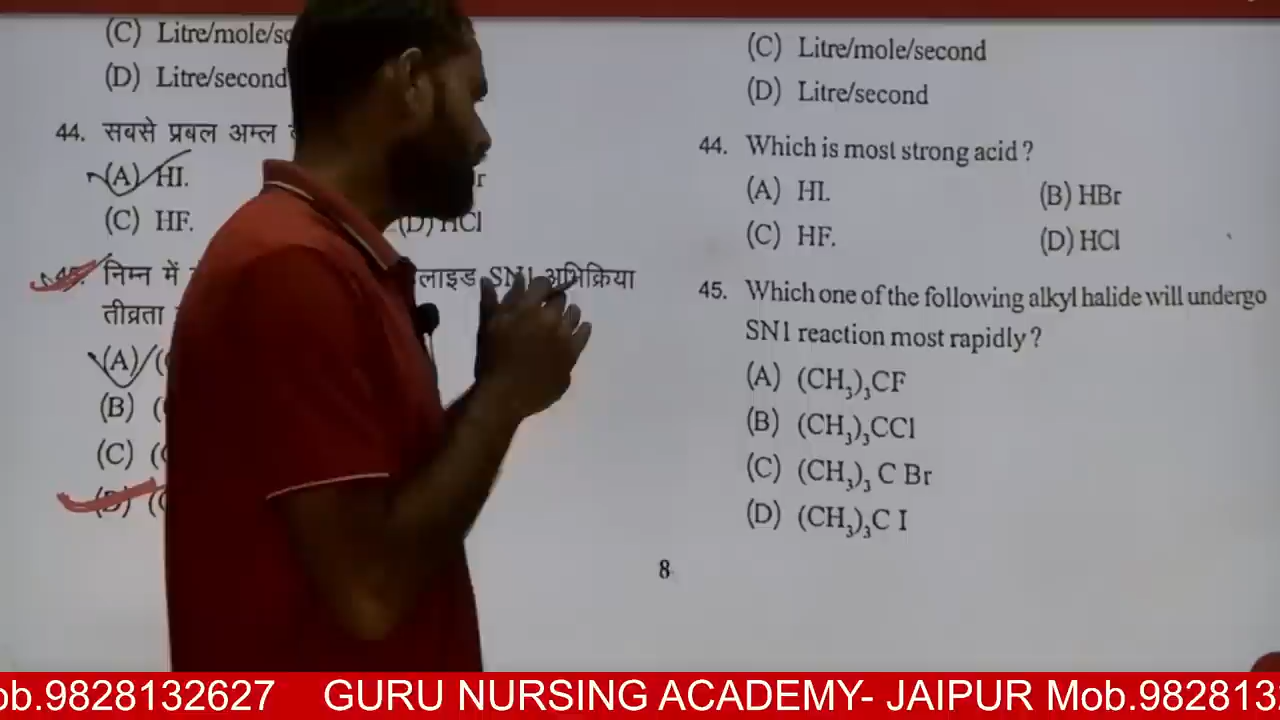 (C) Litre/mole/
(D) Litre/second
44. सबसे प्रबल अम्ल
(A) HI.
(C) HF.
(D) HCl
45. निम्न में
SN1 अभिक्रिया
तीव्रता
(A)
(B)
(C)
(D)
(C) Litre/mole/second
(D) Litre/second
44. Which is most strong acid ?
(A) HI. (B) HBr
(C) HF. (D) HCl
45. Which one of the following alkyl halide will undergo
SN1 reaction most rapidly ?
(A) (CH₃)₃CF
(B) (CH₃)₃CCl
(C) (CH₃)₃ C Br
(D) (CH₃)₃C I
8
9828132627 GURU NURSING ACADEMY- JAIPUR Mob.982813